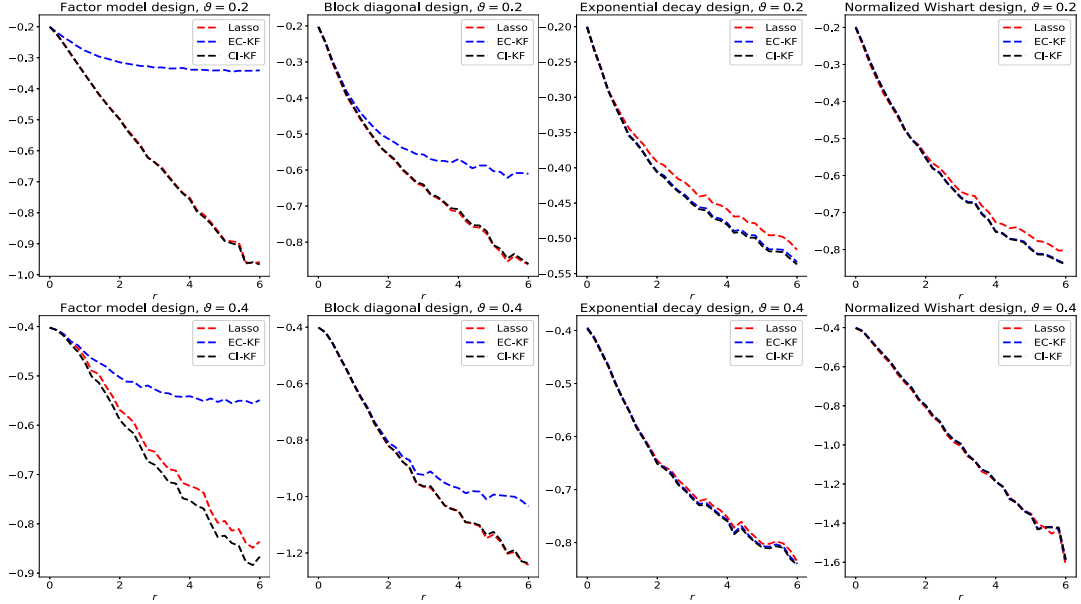 Factor model design, ϑ = 0.2
−0.2
−0.3
−0.4
−0.5
−0.6
−0.7
−0.8
−0.9
−1.0
0 2 4 6
r
Lasso
EC-KF
CI-KF
Block diagonal design, ϑ = 0.2
−0.2
−0.3
−0.4
−0.5
−0.6
−0.7
−0.8
0 2 4 6
r
Lasso
EC-KF
CI-KF
Exponential decay design, ϑ = 0.2
−0.20
−0.25
−0.30
−0.35
−0.40
−0.45
−0.50
−0.55
0 2 4 6
r
Lasso
EC-KF
CI-KF
Normalized Wishart design, ϑ = 0.2
−0.2
−0.3
−0.4
−0.5
−0.6
−0.7
−0.8
0 2 4 6
r
Lasso
EC-KF
CI-KF
Factor model design, ϑ = 0.4
−0.4
−0.5
−0.6
−0.7
−0.8
−0.9
0 2 4 6
r
Lasso
EC-KF
CI-KF
Block diagonal design, ϑ = 0.4
−0.4
−0.6
−0.8
−1.0
−1.2
0 2 4 6
r
Lasso
EC-KF
CI-KF
Exponential decay design, ϑ = 0.4
−0.4
−0.5
−0.6
−0.7
−0.8
0 2 4 6
r
Lasso
EC-KF
CI-KF
Normalized Wishart design, ϑ = 0.4
−0.4
−0.6
−0.8
−1.0
−1.2
−1.4
−1.6
0 2 4 6
r
Lasso
EC-KF
CI-KF